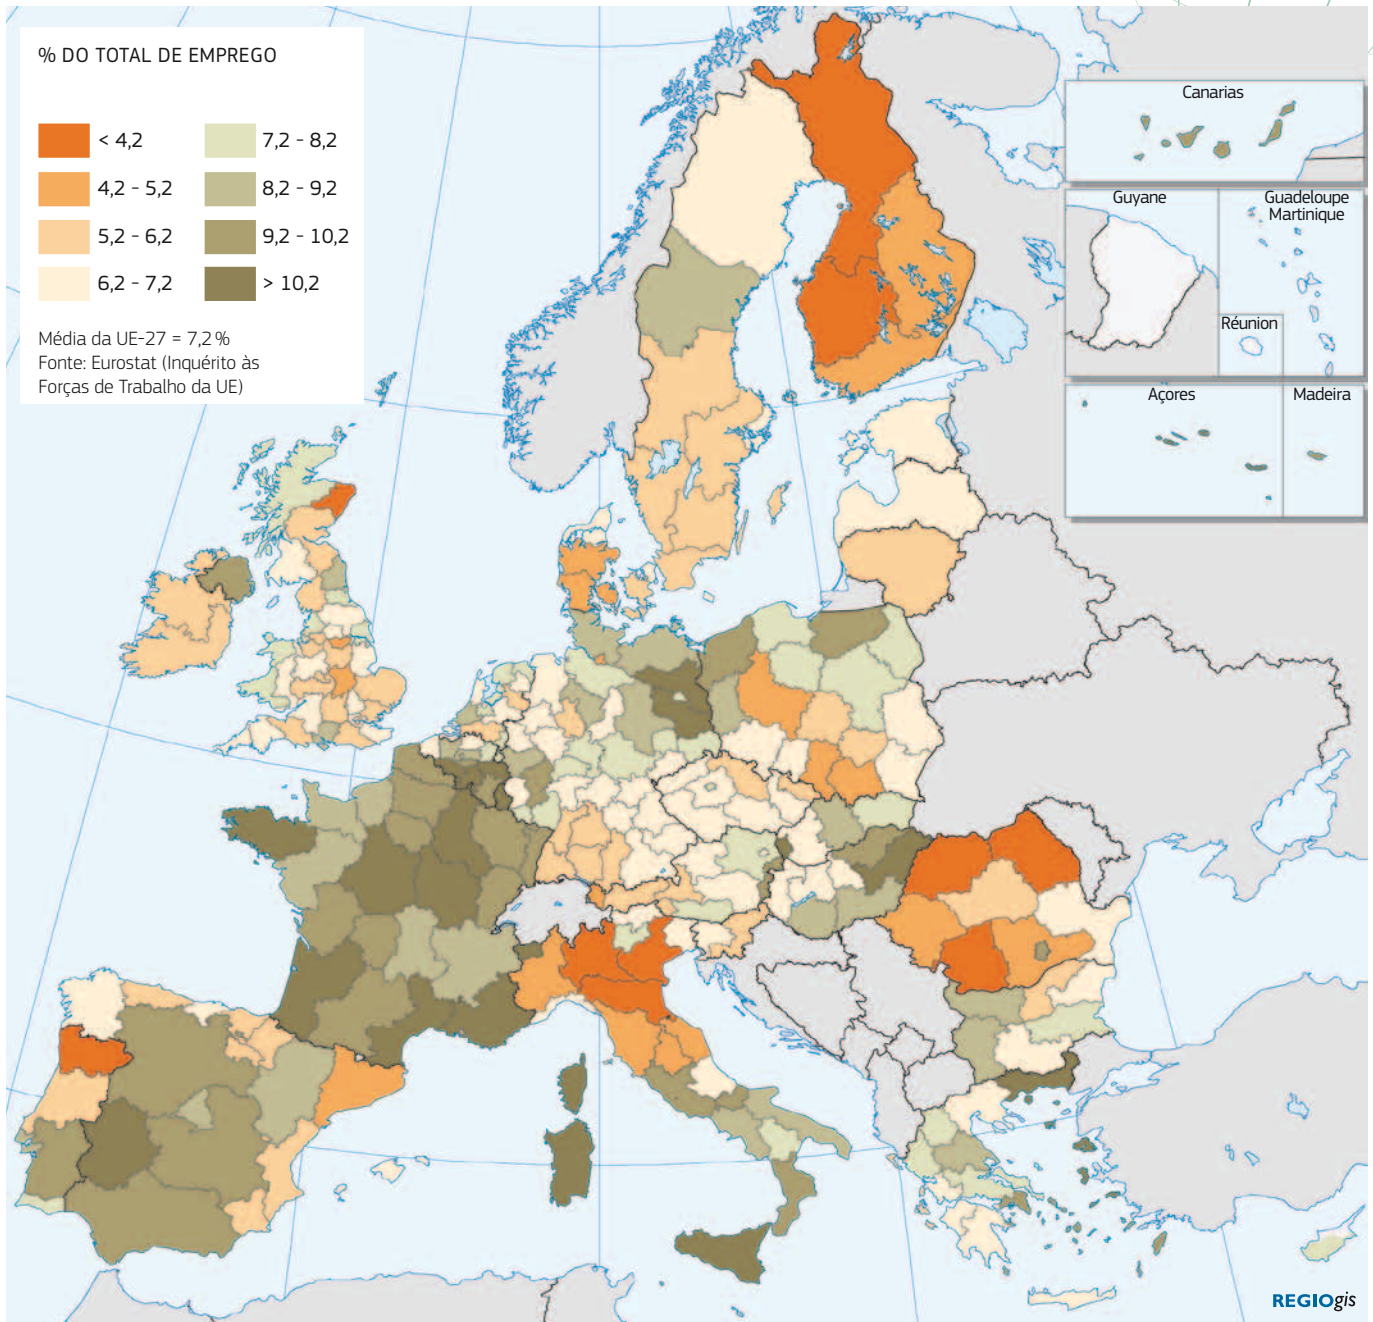 % DO TOTAL DE EMPREGO
< 4,2
4,2 - 5,2
5,2 - 6,2
6,2 - 7,2
7,2 - 8,2
8,2 - 9,2
9,2 - 10,2
> 10,2
Média da UE-27 = 7,2 %
Fonte: Eurostat (Inquérito às
Forças de Trabalho da UE)
Canarias
Guyane
Guadeloupe
Martinique
Réunion
Açores
Madeira
REGIOgis